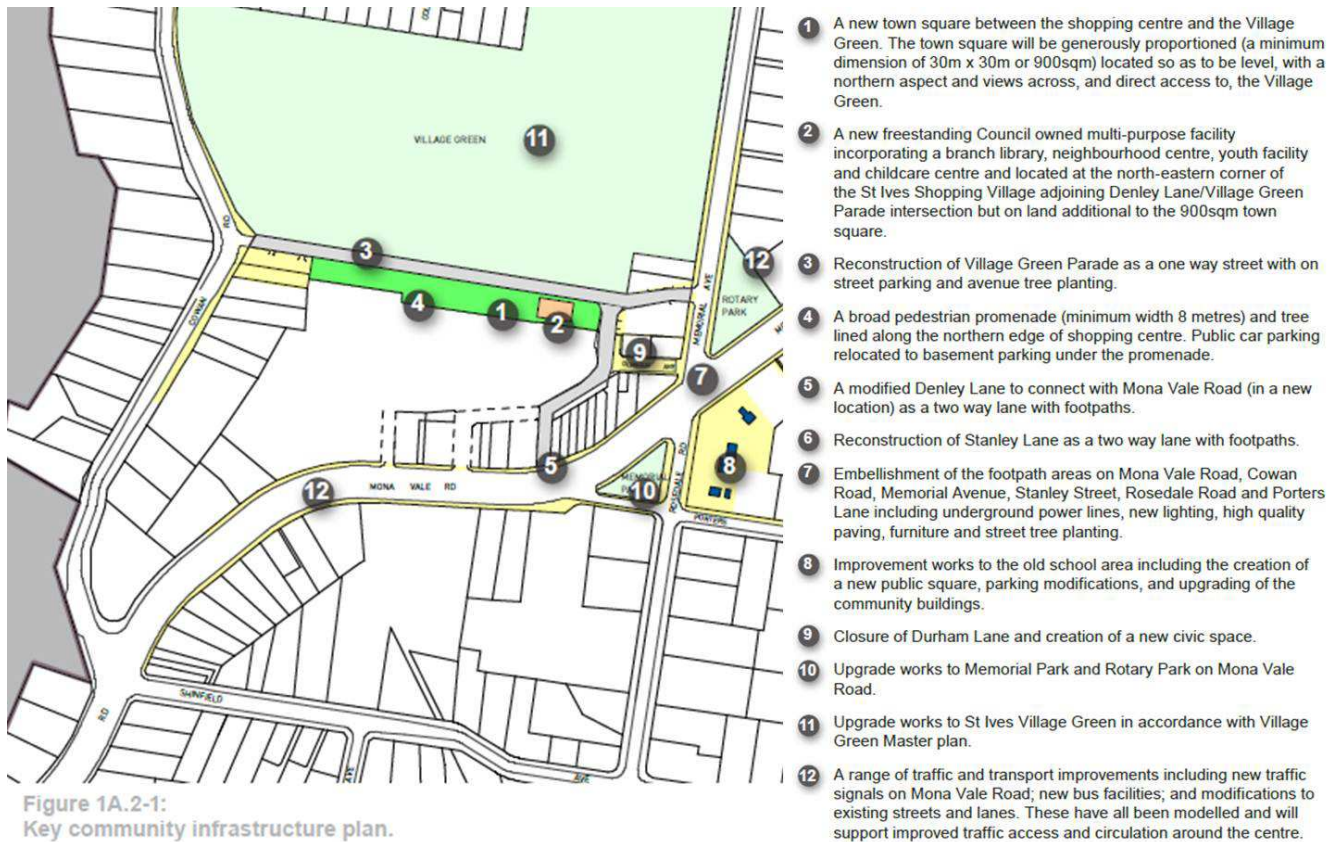 COWAN
RD
VILLAGE GREEN
11
3
4
1
2
9
7
12
ROTARY
PARK
MEMORIAL
AVE
5
MONA VALE RD
12
10
8
ROSEDALE
RD
PORTERS
SHINFIELD
AVE
AVE
RD
Figure 1A.2-1:
Key community infrastructure plan.
1 A new town square between the shopping centre and the Village
Green. The town square will be generously proportioned (a minimum
dimension of 30m x 30m or 900sqm) located so as to be level, with a
northern aspect and views across, and direct access to, the Village
Green.
2 A new freestanding Council owned multi-purpose facility
incorporating a branch library, neighbourhood centre, youth facility
and childcare centre and located at the north-eastern corner of
the St Ives Shopping Village adjoining Denley Lane/Village Green
Parade intersection but on land additional to the 900sqm town
square.
3 Reconstruction of Village Green Parade as a one way street with on
street parking and avenue tree planting.
4 A broad pedestrian promenade (minimum width 8 metres) and tree
lined along the northern edge of shopping centre. Public car parking
relocated to basement parking under the promenade.
5 A modified Denley Lane to connect with Mona Vale Road (in a new
location) as a two way lane with footpaths.
6 Reconstruction of Stanley Lane as a two way lane with footpaths.
7 Embellishment of the footpath areas on Mona Vale Road, Cowan
Road, Memorial Avenue, Stanley Street, Rosedale Road and Porters
Lane including underground power lines, new lighting, high quality
paving, furniture and street tree planting.
8 Improvement works to the old school area including the creation of
a new public square, parking modifications, and upgrading of the
community buildings.
9 Closure of Durham Lane and creation of a new civic space.
10 Upgrade works to Memorial Park and Rotary Park on Mona Vale
Road.
11 Upgrade works to St Ives Village Green in accordance with Village
Green Master plan.
12 A range of traffic and transport improvements including new traffic
signals on Mona Vale Road; new bus facilities; and modifications to
existing streets and lanes. These have all been modelled and will
support improved traffic access and circulation around the centre.